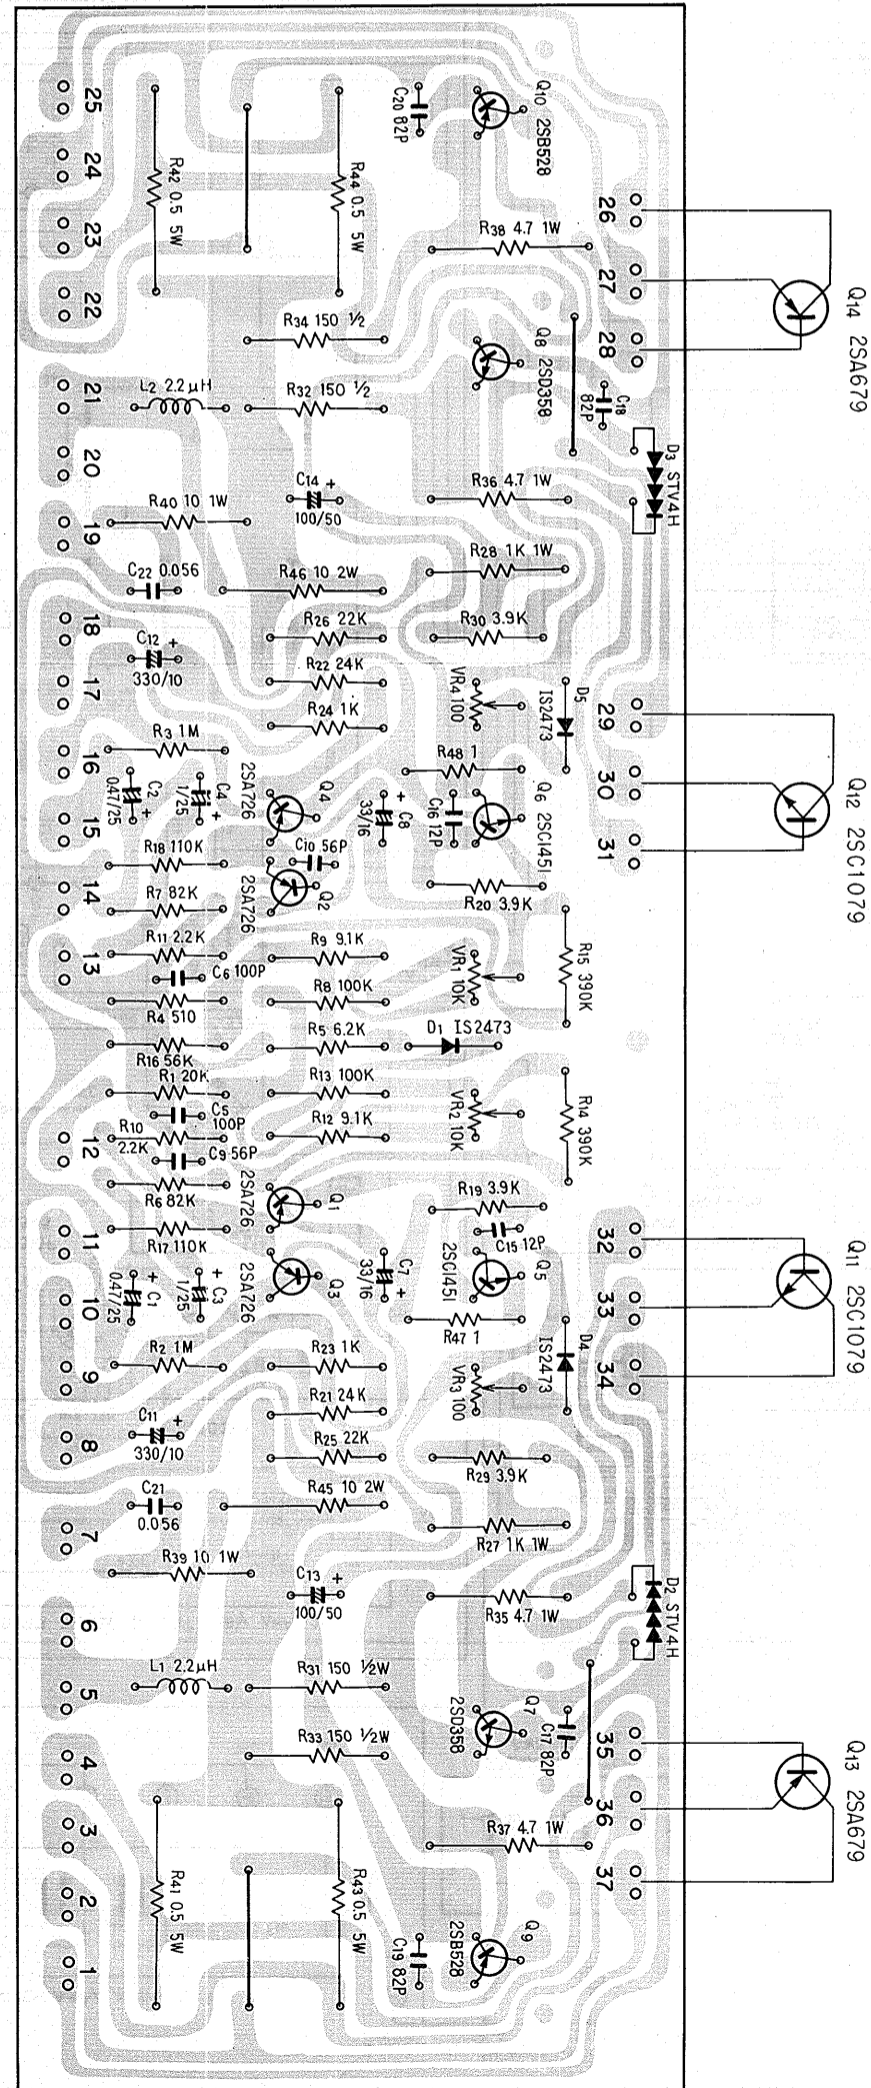 25
24
23
22
21
20
19
18
17
16
15
14
13
12
11
10
9
8
7
6
5
4
3
2
1
26
27
28
29
30
31
32
33
34
35
36
37
Q14 2SA679
Q12 2SC1079
Q11 2SC1079
Q13 2SA679
R42 0.5 5W
R44 0.5 5W
C20 82P
Q10 2SB528
R38 4.7 1W
R34 150 ½
Q8 2SD358
C18 82P
L2 2.2µH
R32 150 ½
D3 STV4H
C14 +
100/50
R36 4.7 1W
R40 10 1W
R28 1K 1W
C22 0.056
R46 10 2W
R26 22K
R30 3.9K
C12 +
330/10
R22 24K
VR4 100
D5
IS2473
R24 1K
R3 1M
R48 1
C2 +
0.47/25
C4
1/25
2SA726 Q4
+ C8
33/16
C16 12P
Q6 2SC1451
R18 110K
C10 56P
2SA726 Q2
R20 3.9K
R7 82K
R11 2.2K
R9 9.1K
VR1 10K
R15 390K
C6 100P
R8 100K
R4 510
R5 6.2K
D1 IS2473
R16 56K
R1 20K
R13 100K
C5
100P
R12 9.1K
VR2 10K
R14 390K
R10
2.2K
C9 56P
R6 82K
2SA726 Q1
R19 3.9K
C15 12P
R17 110K
2SA726 Q3
C7 +
33/16
2SC1451 Q5
+ C1
0.47/25
+ C3
1/25
R47 1
D4
IS2473
R2 1M
R23 1K
R21 24K
VR3 100
C11 +
330/10
R25 22K
R29 3.9K
C21
0.056
R45 10 2W
R27 1K 1W
R39 10 1W
C13 +
100/50
R35 4.7 1W
D2 STV4H
L1 2.2µH
R31 150 ½W
Q7
2SD358
C17 82P
R33 150 ½W
R37 4.7 1W
R41 0.5 5W
R43 0.5 5W
C19 82P
Q9
2SB528